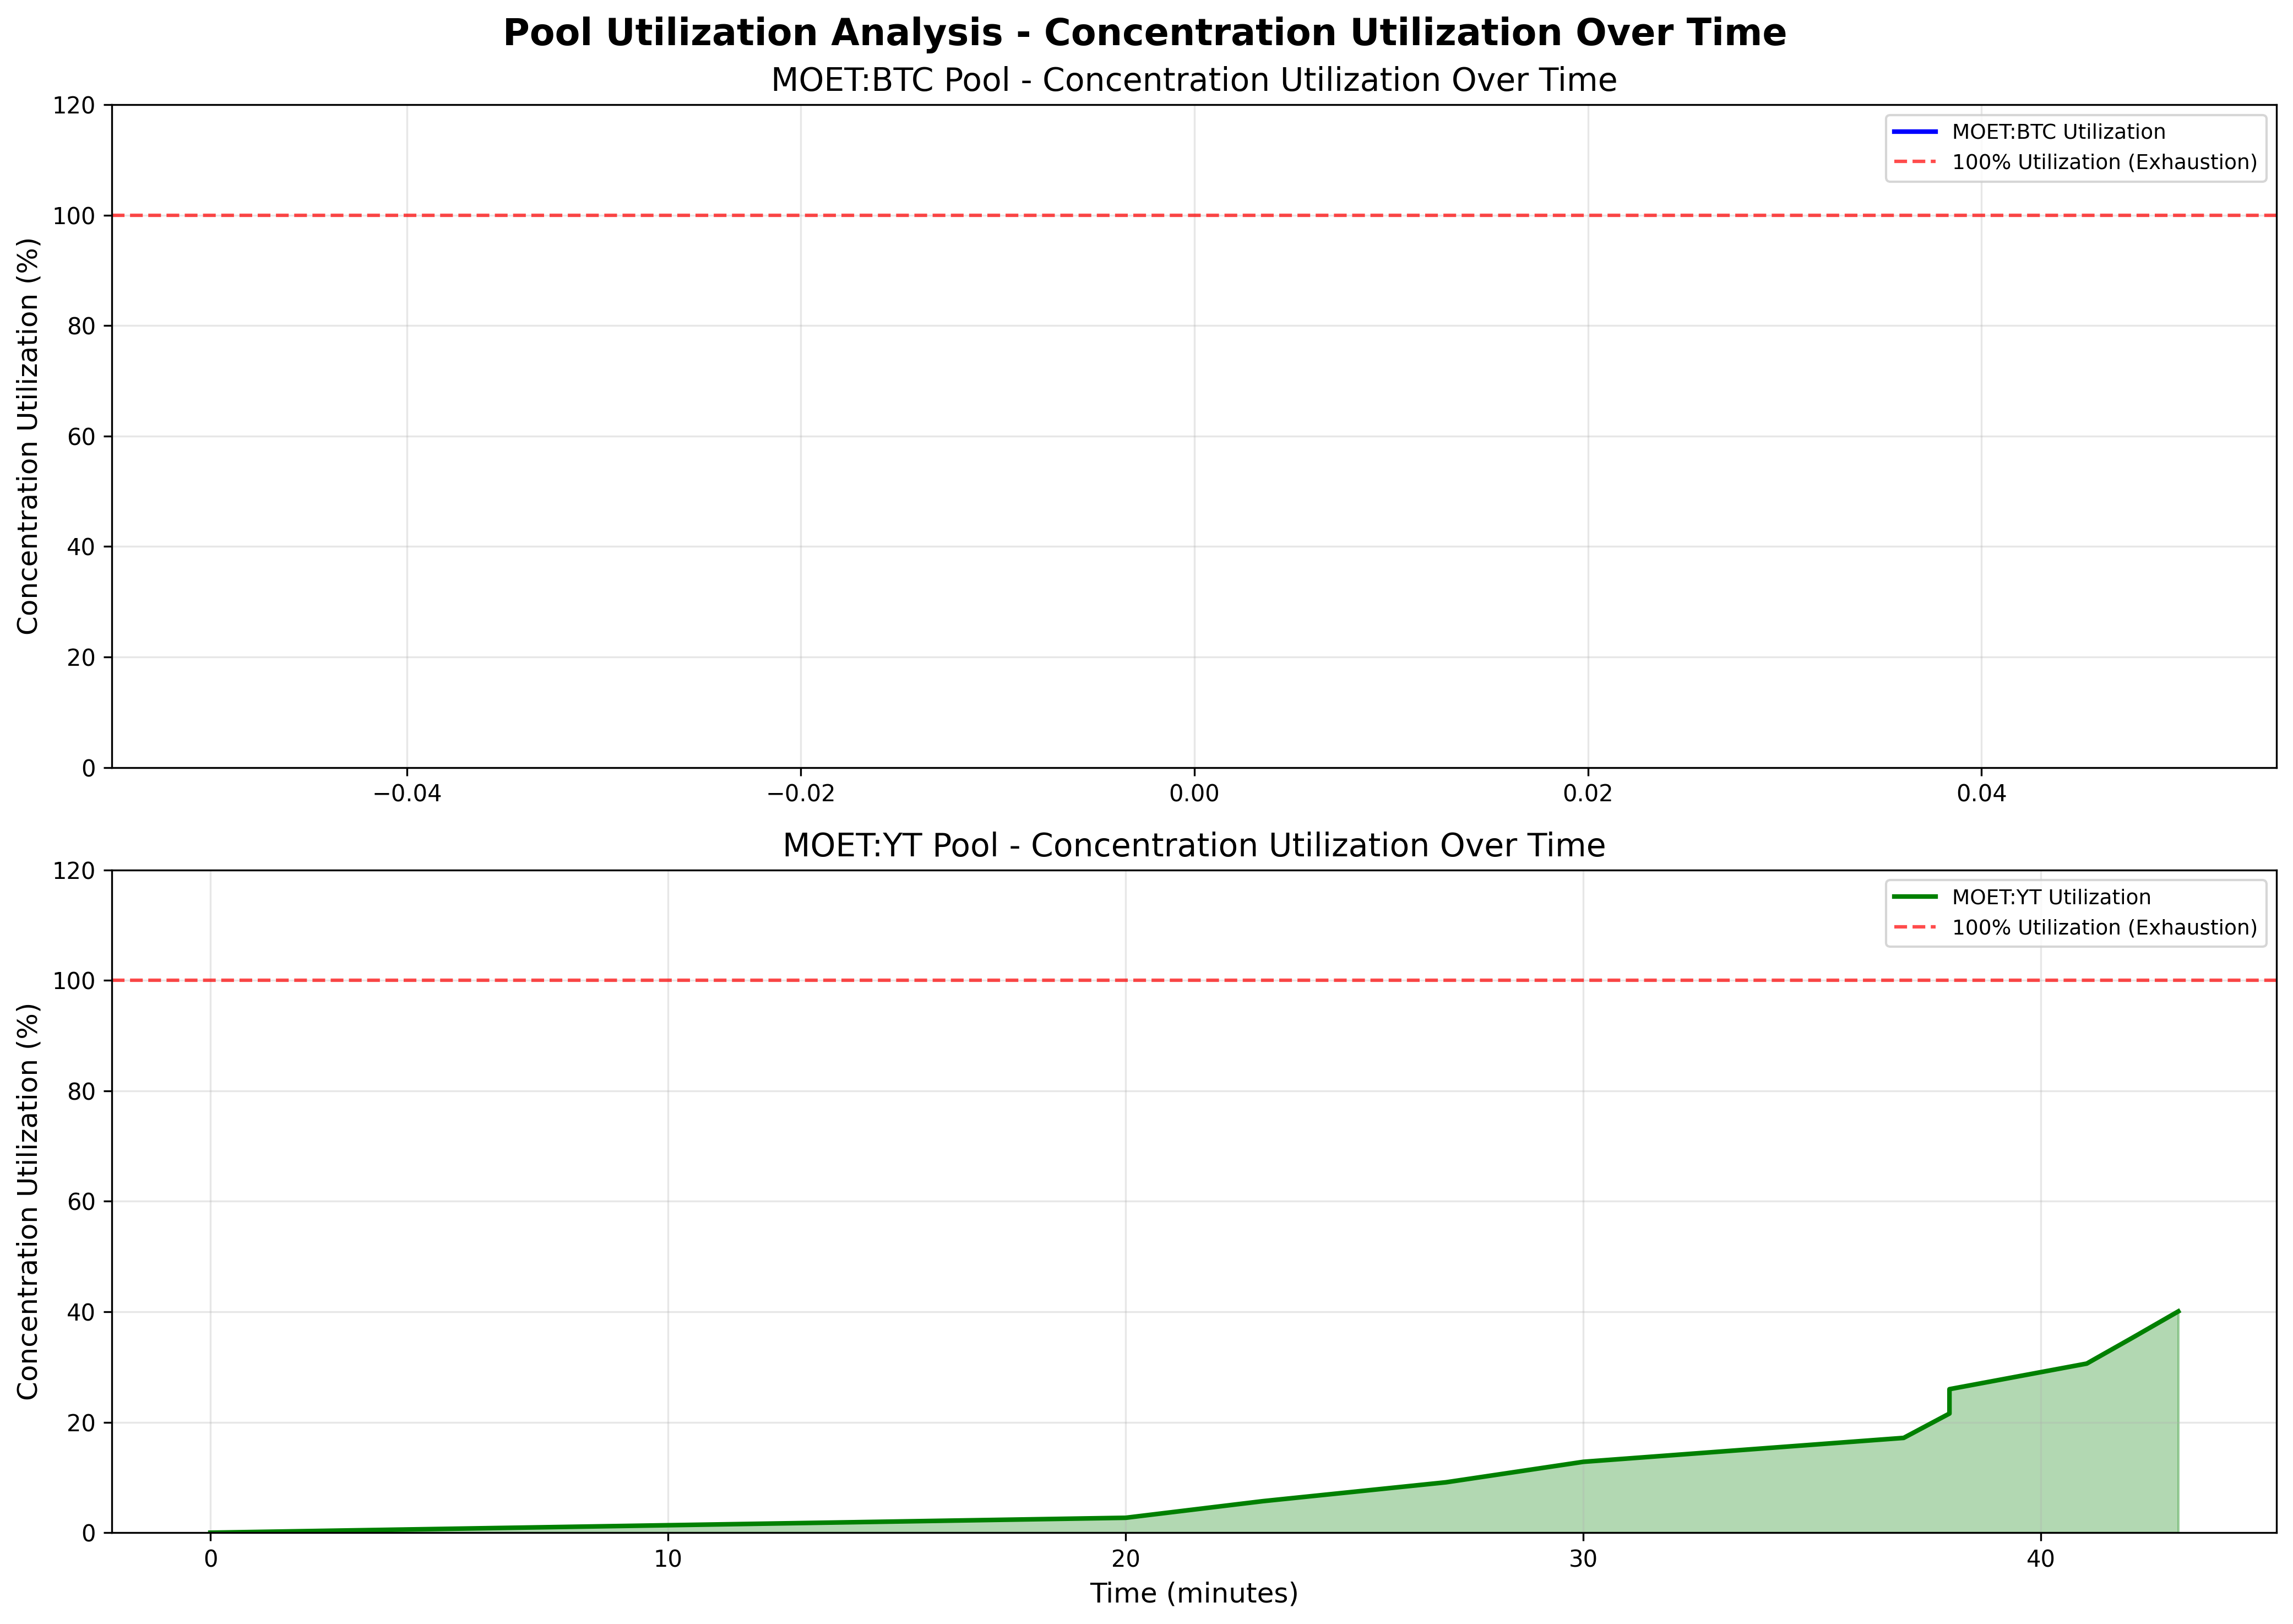 Pool Utilization Analysis - Concentration Utilization Over Time
MOET:BTC Pool - Concentration Utilization Over Time
Concentration Utilization (%)
120
100
80
60
40
20
0
MOET:BTC Utilization
100% Utilization (Exhaustion)
−0.04 −0.02 0.00 0.02 0.04
MOET:YT Pool - Concentration Utilization Over Time
Concentration Utilization (%)
120
100
80
60
40
20
0
MOET:YT Utilization
100% Utilization (Exhaustion)
0 10 20 30 40
Time (minutes)